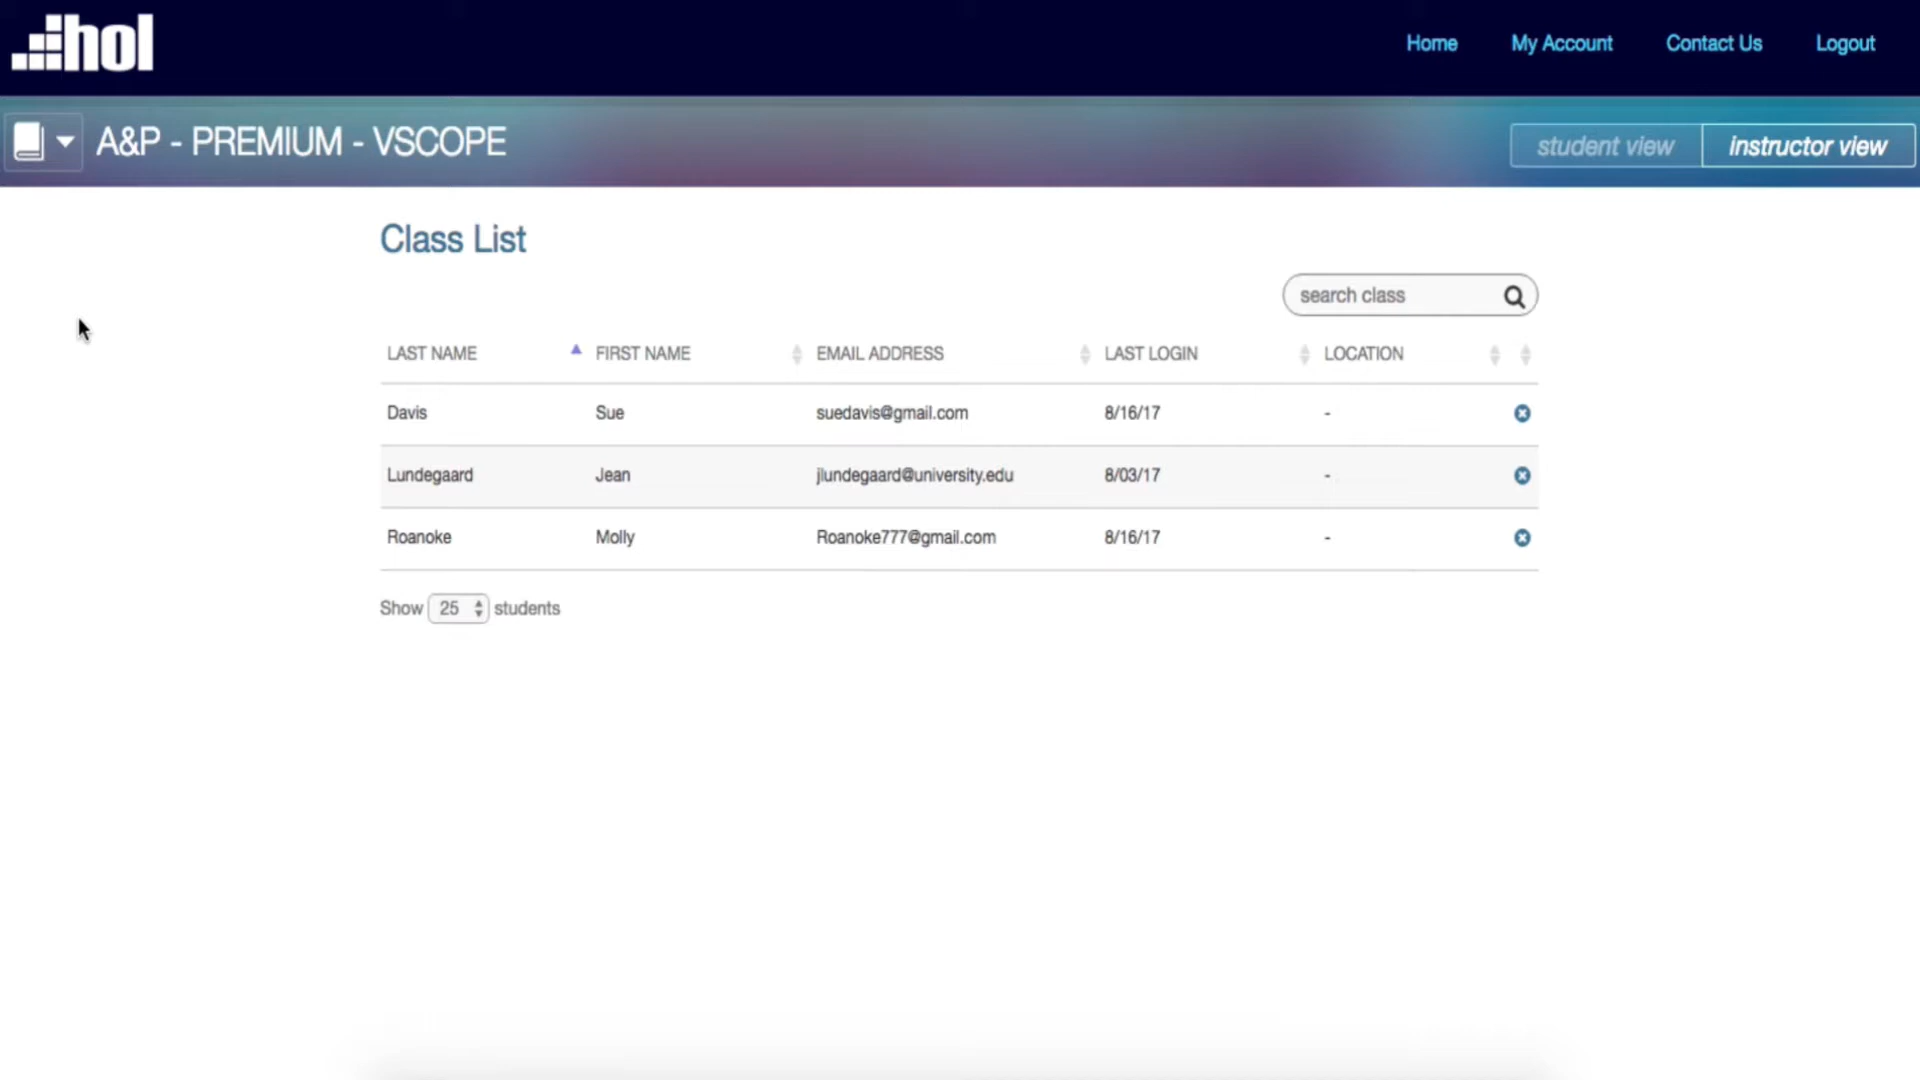 hol
Home My Account Contact Us Logout
A&P - PREMIUM - VSCOPE
student view instructor view
Class List
search class
LAST NAME FIRST NAME EMAIL ADDRESS LAST LOGIN LOCATION
Davis Sue suedavis@gmail.com 8/16/17 -
Lundegaard Jean jlundegaard@university.edu 8/03/17 -
Roanoke Molly Roanoke777@gmail.com 8/16/17 -
Show 25 students